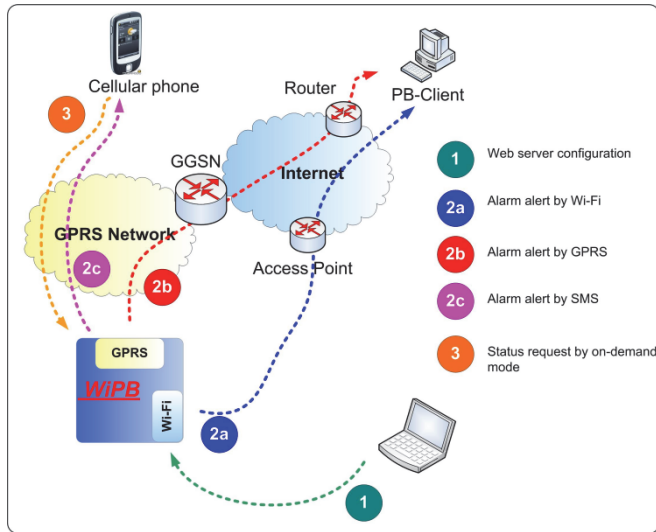 Cellular phone
3
Router
PB-Client
GGSN
Internet
GPRS Network
2c
2b
Access Point
GPRS
WiPB
Wi-Fi
2a
1
1
Web server configuration
2a
Alarm alert by Wi-Fi
2b
Alarm alert by GPRS
2c
Alarm alert by SMS
3
Status request by on-demand
mode